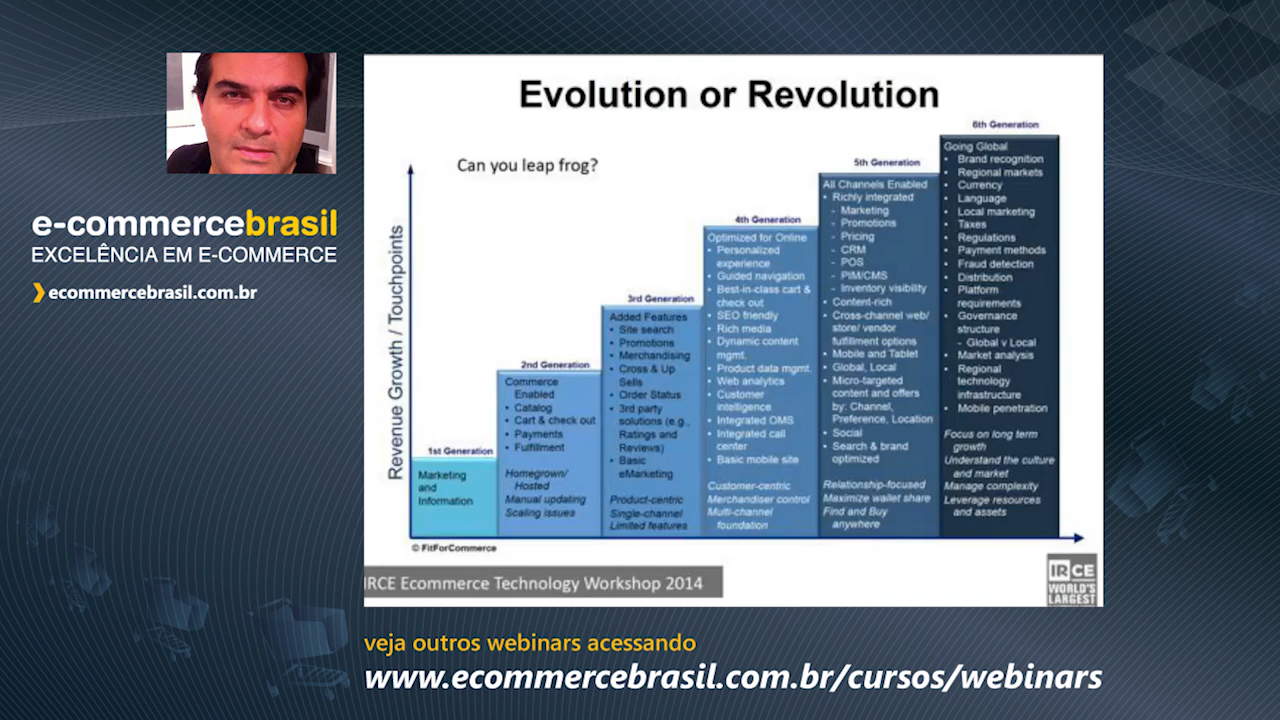 e-commercebrasil
EXCELÊNCIA EM E-COMMERCE
ecommercebrasil.com.br
Evolution or Revolution
Can you leap frog?
Revenue Growth / Touchpoints
1st Generation
Marketing
and
Information
2nd Generation
Commerce
Enabled
• Catalog
• Cart & check out
• Payments
• Fulfillment
Homegrown/
Hosted
Manual updating
Scaling issues
3rd Generation
Added Features
• Site search
• Promotions
• Merchandising
• Cross & Up
Sells
• Order Status
• 3rd party
solutions (e.g.,
Ratings and
Reviews)
• Basic
eMarketing
Product-centric
Single-channel
Limited features
4th Generation
Optimized for Online
• Personalized
experience
• Guided navigation
• Best-in-class cart &
check out
• SEO friendly
• Rich media
• Dynamic content
mgmt.
• Product data mgmt.
• Web analytics
• Customer
intelligence
• Integrated OMS
• Integrated call
center
• Basic mobile site
Customer-centric
Merchandiser control
Multi-channel
foundation
5th Generation
All Channels Enabled
• Richly integrated
- Marketing
- Promotions
- Pricing
- CRM
- POS
- PIM/CMS
- Inventory visibility
• Content-rich
• Cross-channel web/
store/ vendor
fulfillment options
• Mobile and Tablet
• Global, Local
• Micro-targeted
content and offers
by: Channel,
Preference, Location
• Social
• Search & brand
optimized
Relationship-focused
Maximize wallet share
Find and Buy
anywhere
6th Generation
Going Global
• Brand recognition
• Regional markets
• Currency
• Language
• Local marketing
• Taxes
• Regulations
• Payment methods
• Fraud detection
• Distribution
• Platform
requirements
• Governance
structure
- Global v Local
• Market analysis
• Regional
technology
infrastructure
• Mobile penetration
Focus on long term
growth
Understand the culture
and market
Manage complexity
Leverage resources
and assets
© FitForCommerce
IRCE Ecommerce Technology Workshop 2014
IRCE
WORLD'S
LARGEST
veja outros webinars acessando
www.ecommercebrasil.com.br/cursos/webinars